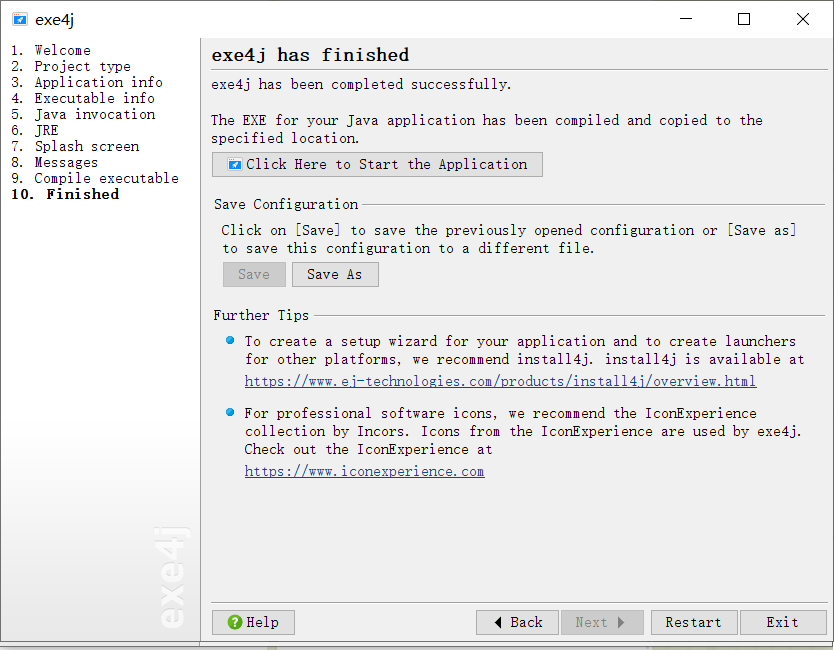 exe4j
1. Welcome
2. Project type
3. Application info
4. Executable info
5. Java invocation
6. JRE
7. Splash screen
8. Messages
9. Compile executable
10. Finished
exe4j
exe4j has finished
exe4j has been completed successfully.
The EXE for your Java application has been compiled and copied to the
specified location.
Click Here to Start the Application
Save Configuration
Click on [Save] to save the previously opened configuration or [Save as]
to save this configuration to a different file.
Save Save As
Further Tips
To create a setup wizard for your application and to create launchers
for other platforms, we recommend install4j. install4j is available at
https://www.ej-technologies.com/products/install4j/overview.html
For professional software icons, we recommend the IconExperience
collection by Incors. Icons from the IconExperience are used by exe4j.
Check out the IconExperience at
https://www.iconexperience.com
Help Back Next Restart Exit